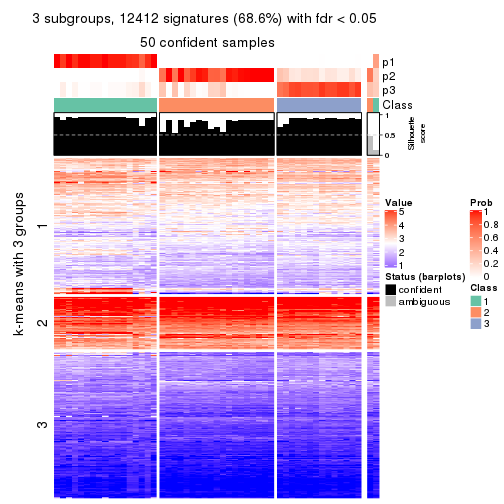 3 subgroups, 12412 signatures (68.6%) with fdr < 0.05
50 confident samples
p1
p2
p3
Class
1
0.5
0
Silhouette
score
k-means with 3 groups
1
2
3
Value
5
4
3
2
1
Status (barplots)
confident
ambiguous
Prob
1
0.8
0.6
0.4
0.2
0
Class
1
2
3